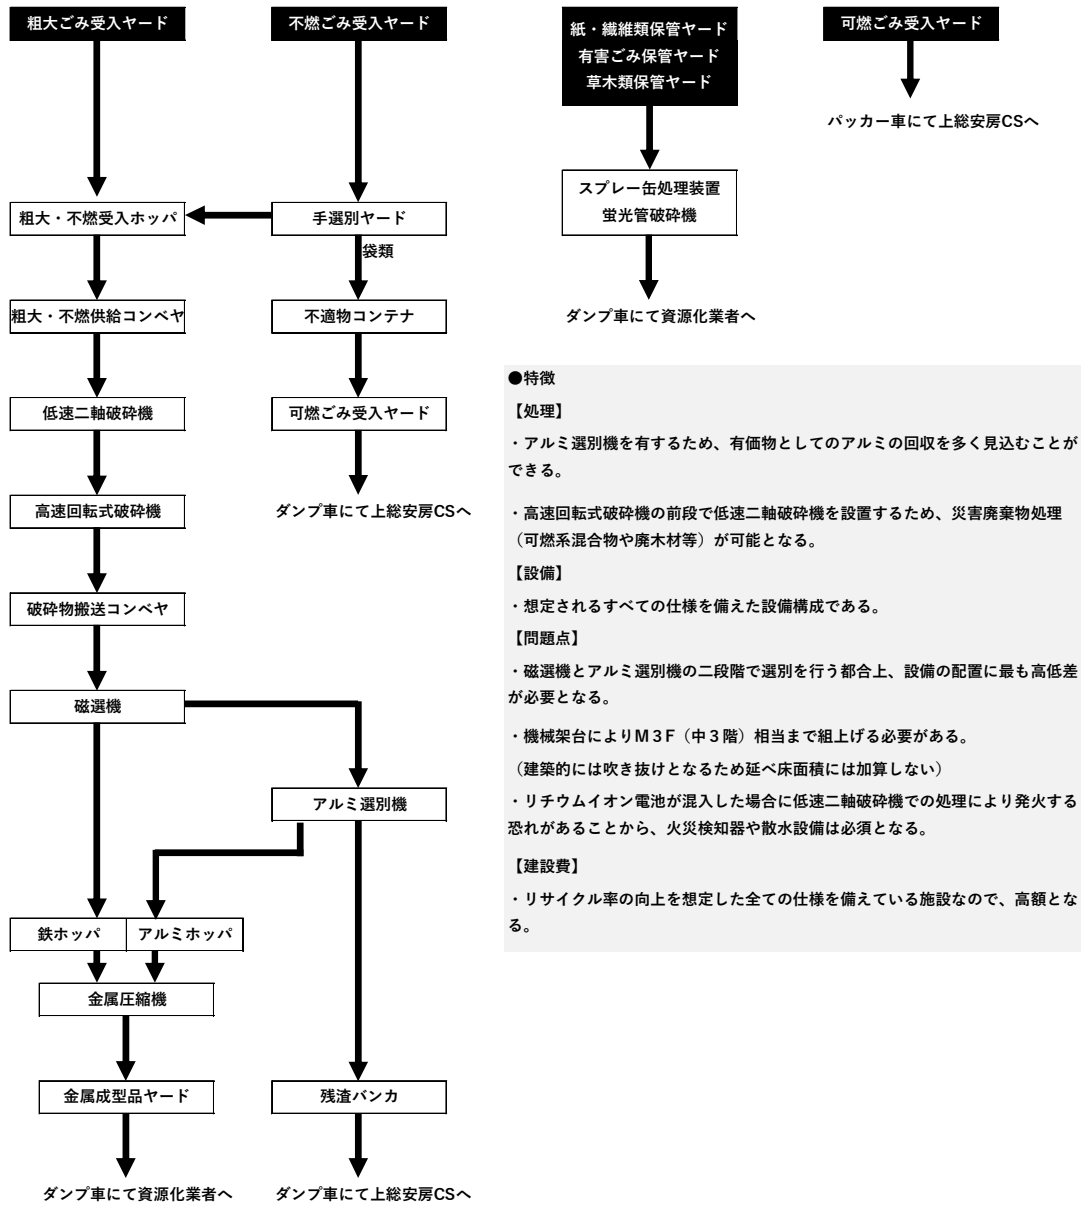 粗大ごみ受入ヤード
不燃ごみ受入ヤード
紙・繊維類保管ヤード
有害ごみ保管ヤード
草木類保管ヤード
可燃ごみ受入ヤード
パッカー車にて上総安房CSへ
スプレー缶処理装置
蛍光管破砕機
粗大・不燃受入ホッパ
手選別ヤード
袋類
粗大・不燃供給コンベヤ
不適物コンテナ
ダンプ車にて資源化業者へ
低速二軸破砕機
可燃ごみ受入ヤード
高速回転式破砕機
ダンプ車にて上総安房CSへ
破砕物搬送コンベヤ
磁選機
アルミ選別機
鉄ホッパ
アルミホッパ
金属圧縮機
金属成型品ヤード
残渣バンカ
ダンプ車にて資源化業者へ
ダンプ車にて上総安房CSへ
●特徴
【処理】
・アルミ選別機を有するため、有価物としてのアルミの回収を多く見込むことが
できる。
・高速回転式破砕機の前段で低速二軸破砕機を設置するため、災害廃棄物処理
（可燃系混合物や廃木材等）が可能となる。
【設備】
・想定されるすべての仕様を備えた設備構成である。
【問題点】
・磁選機とアルミ選別機の二段階で選別を行う都合上、設備の配置に最も高低差
が必要となる。
・機械架台によりM３F（中３階）相当まで組上げる必要がある。
（建築的には吹き抜けとなるため延べ床面積には加算しない）
・リチウムイオン電池が混入した場合に低速二軸破砕機での処理により発火する
恐れがあることから、火災検知器や散水設備は必須となる。
【建設費】
・リサイクル率の向上を想定した全ての仕様を備えている施設なので、高額とな
る。